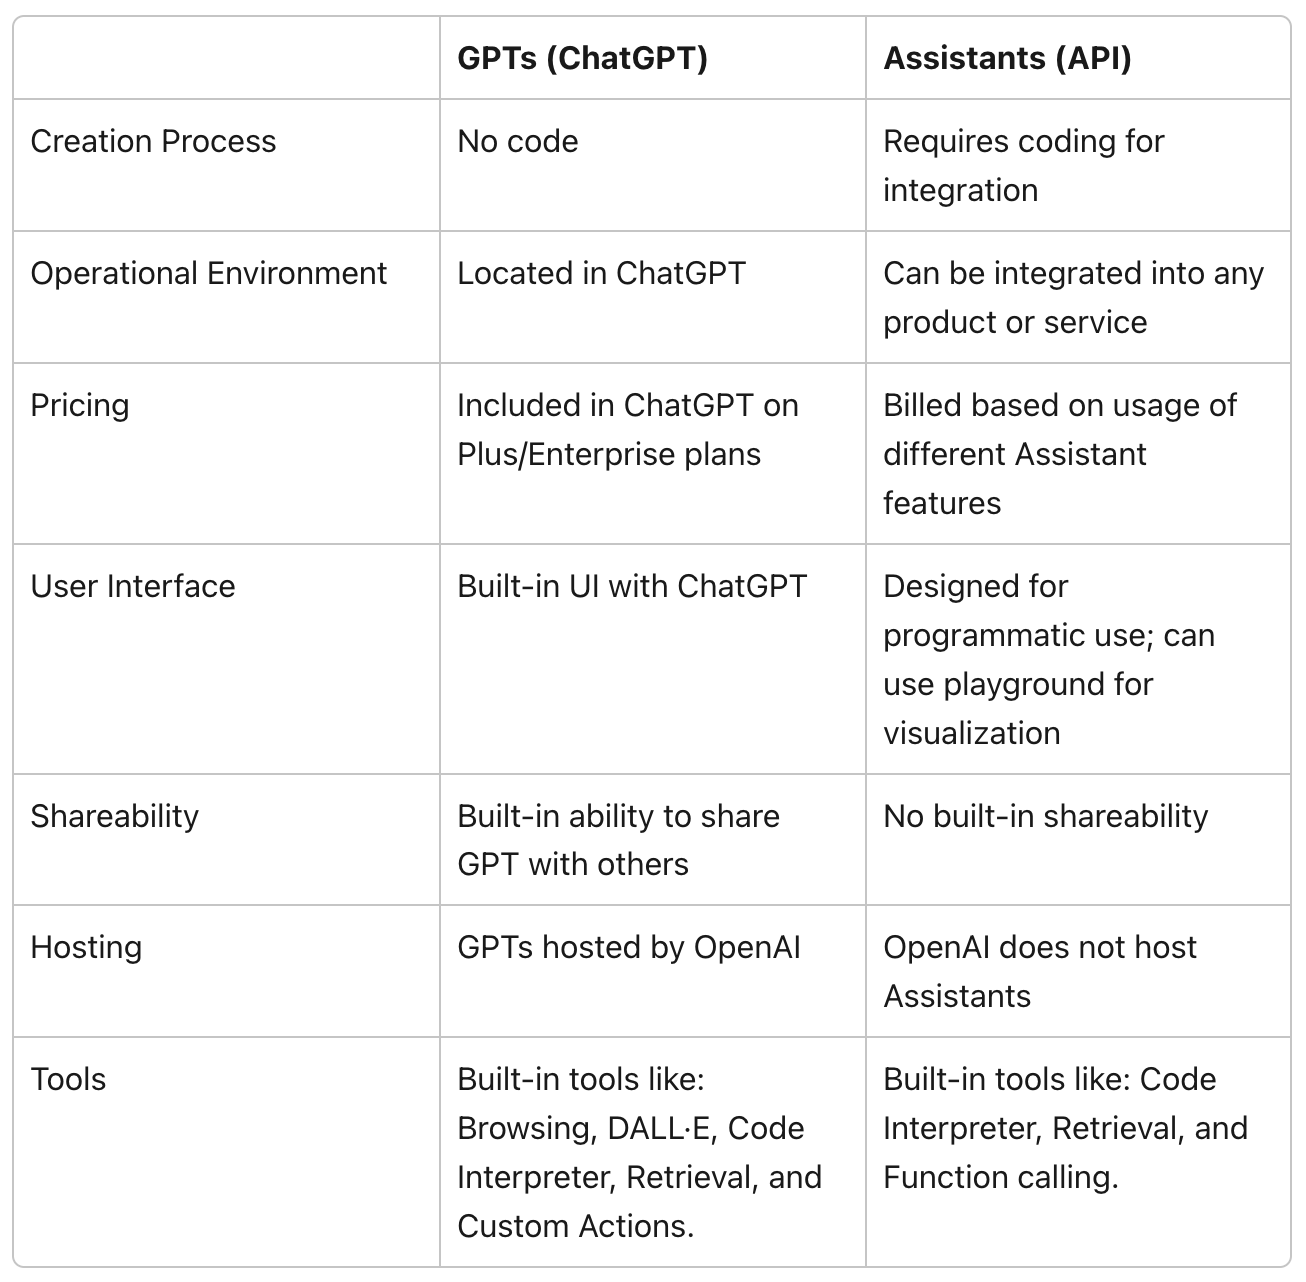 GPTs (ChatGPT)
Assistants (API)
Creation Process
No code
Requires coding for
integration
Operational Environment
Located in ChatGPT
Can be integrated into any
product or service
Pricing
Included in ChatGPT on
Plus/Enterprise plans
Billed based on usage of
different Assistant
features
User Interface
Built-in UI with ChatGPT
Designed for
programmatic use; can
use playground for
visualization
Shareability
Built-in ability to share
GPT with others
No built-in shareability
Hosting
GPTs hosted by OpenAI
OpenAI does not host
Assistants
Tools
Built-in tools like:
Browsing, DALL·E, Code
Interpreter, Retrieval, and
Custom Actions.
Built-in tools like: Code
Interpreter, Retrieval, and
Function calling.